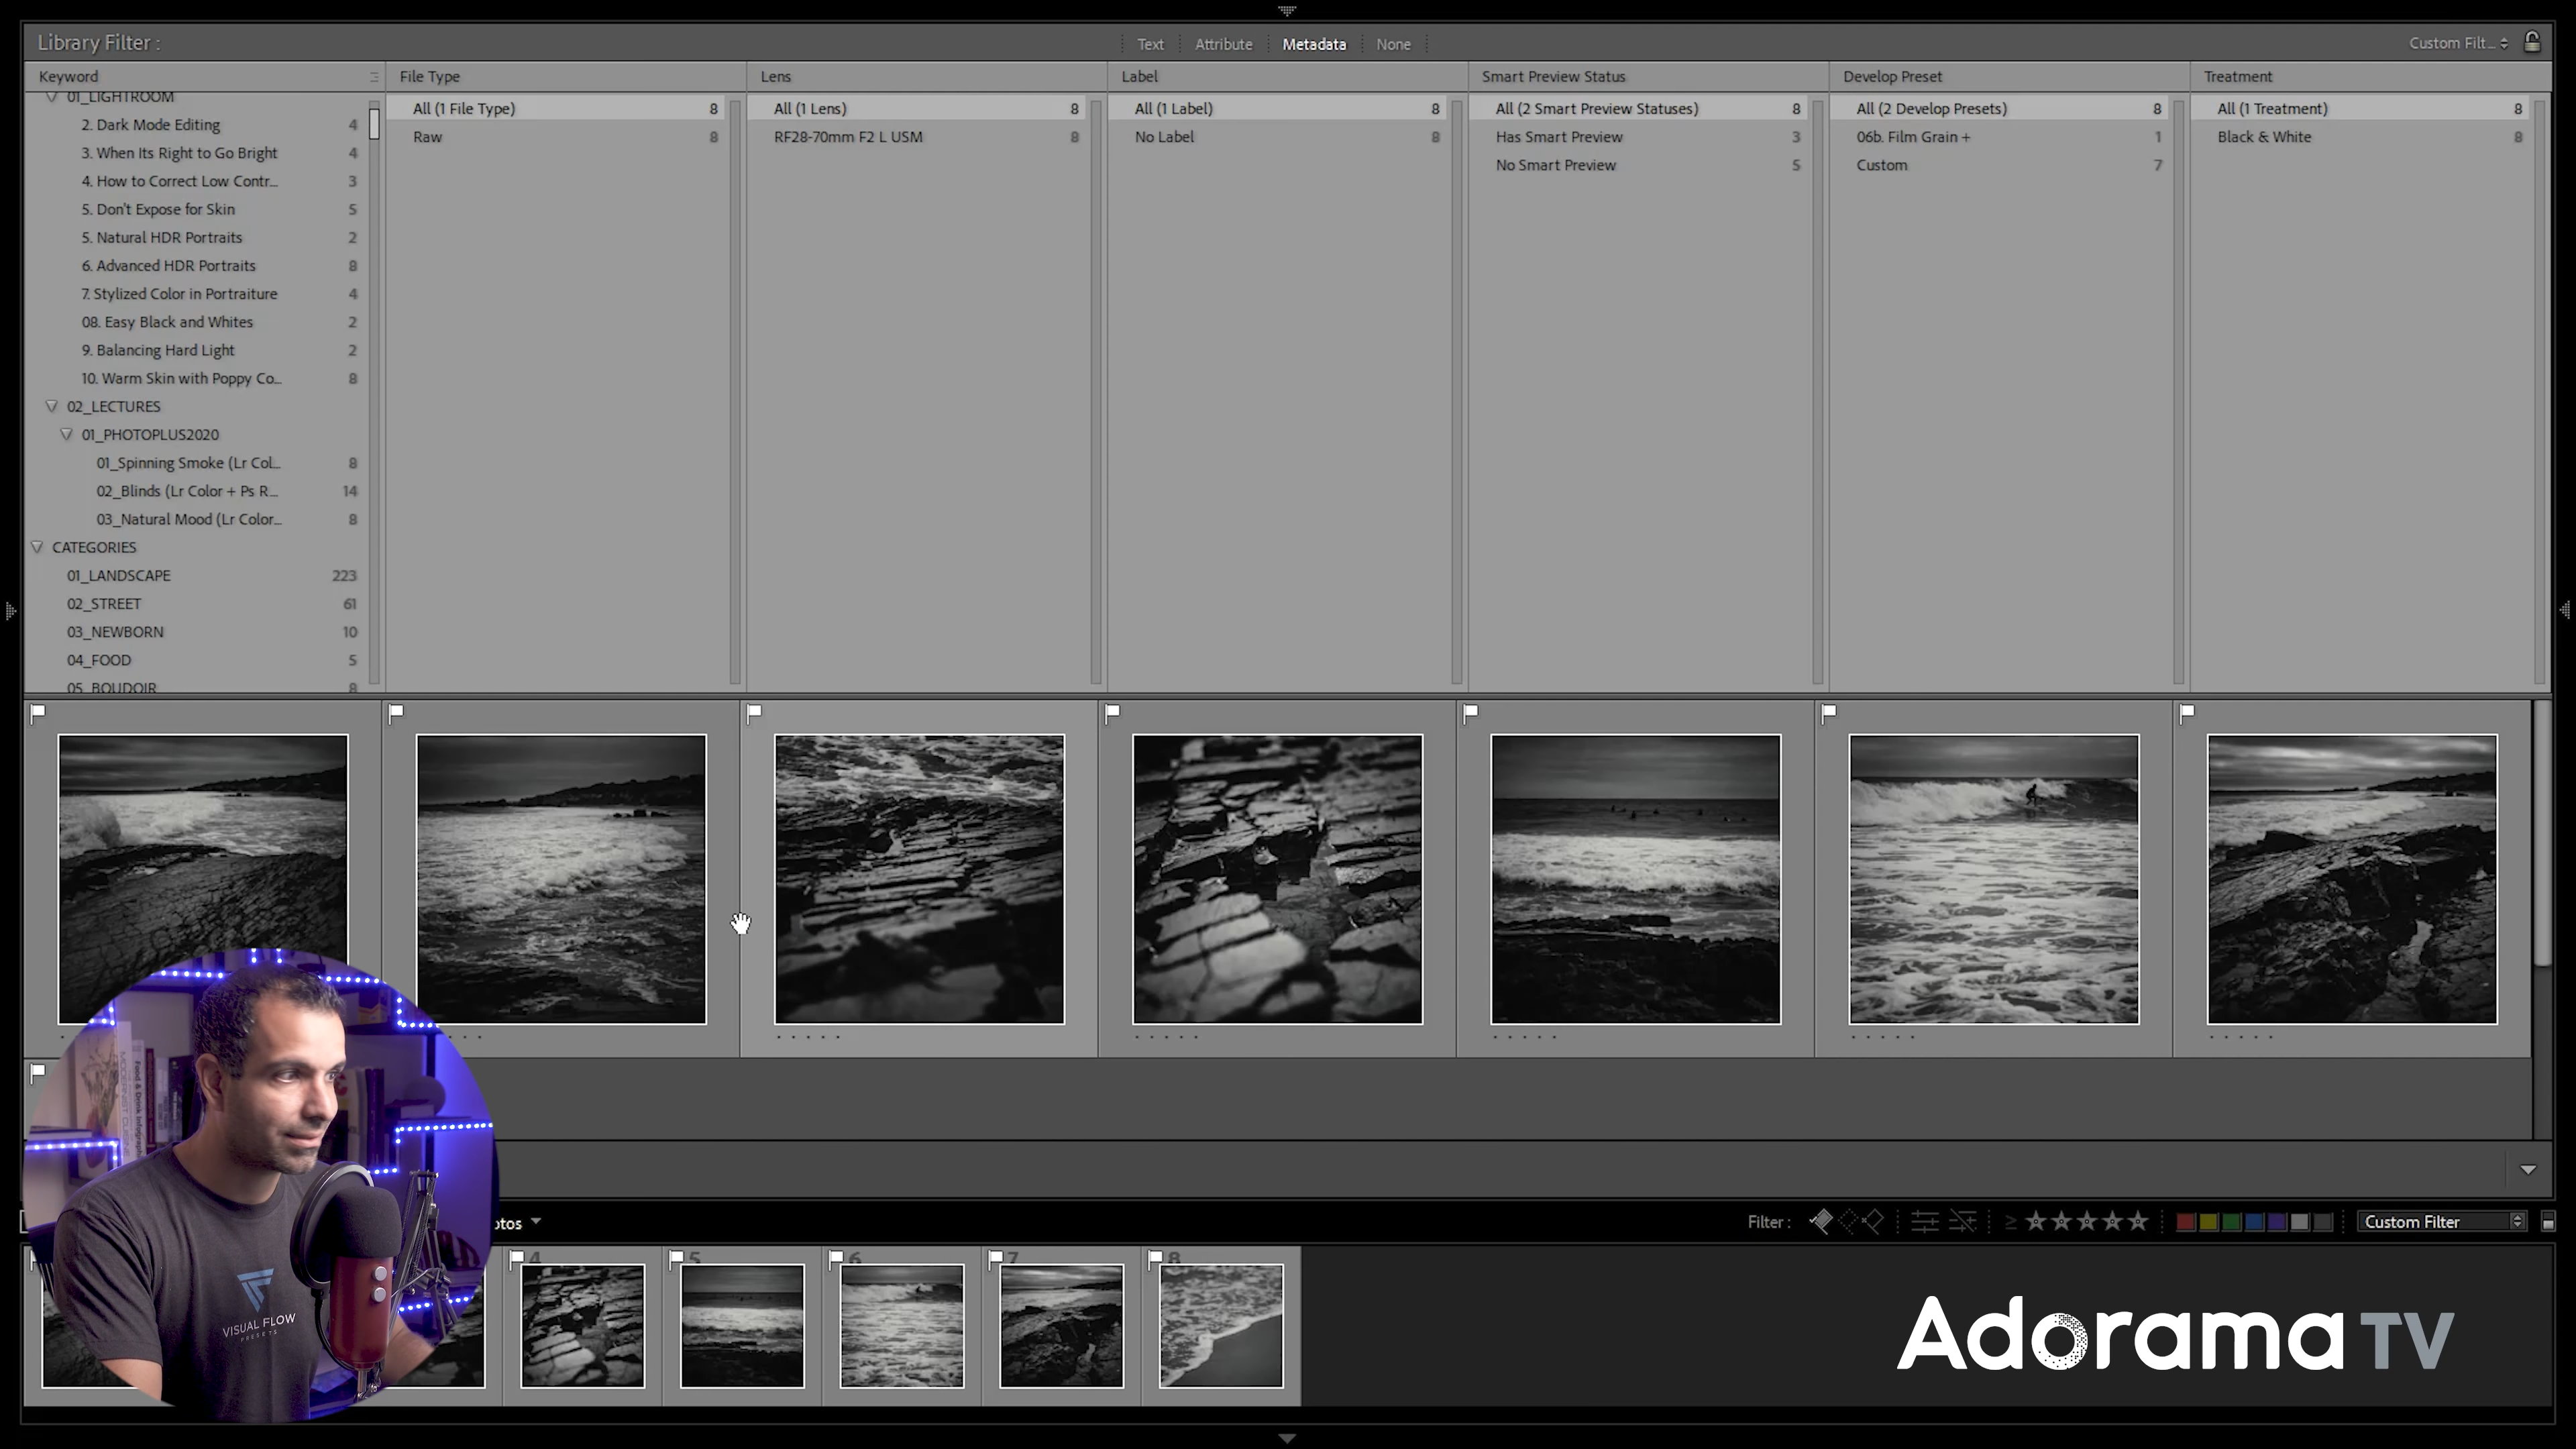 Library Filter :
Text
Attribute
Metadata
None
Custom Filt...
Keyword
01_LIGHTROOM
2. Dark Mode Editing 4
3. When Its Right to Go Bright 4
4. How to Correct Low Contr... 3
5. Don't Expose for Skin 5
5. Natural HDR Portraits 2
6. Advanced HDR Portraits 8
7. Stylized Color in Portraiture 4
08. Easy Black and Whites 2
9. Balancing Hard Light 2
10. Warm Skin with Poppy Co... 8
02_LECTURES
01_PHOTOPLUS2020
01_Spinning Smoke (Lr Col... 8
02_Blinds (Lr Color + Ps R... 14
03_Natural Mood (Lr Color... 8
CATEGORIES
01_LANDSCAPE 223
02_STREET 61
03_NEWBORN 10
04_FOOD 5
05_BOUDOIR 8
File Type
All (1 File Type) 8
Raw 8
Lens
All (1 Lens) 8
RF28-70mm F2 L USM 8
Label
All (1 Label) 8
No Label 8
Smart Preview Status
All (2 Smart Preview Statuses) 8
Has Smart Preview 3
No Smart Preview 5
Develop Preset
All (2 Develop Presets) 8
06b. Film Grain + 1
Custom 7
Treatment
All (1 Treatment) 8
Black & White 8
otos
Filter :
Custom Filter
4
5
6
7
8
VISUAL FLOW
PRESETS
Adorama TV